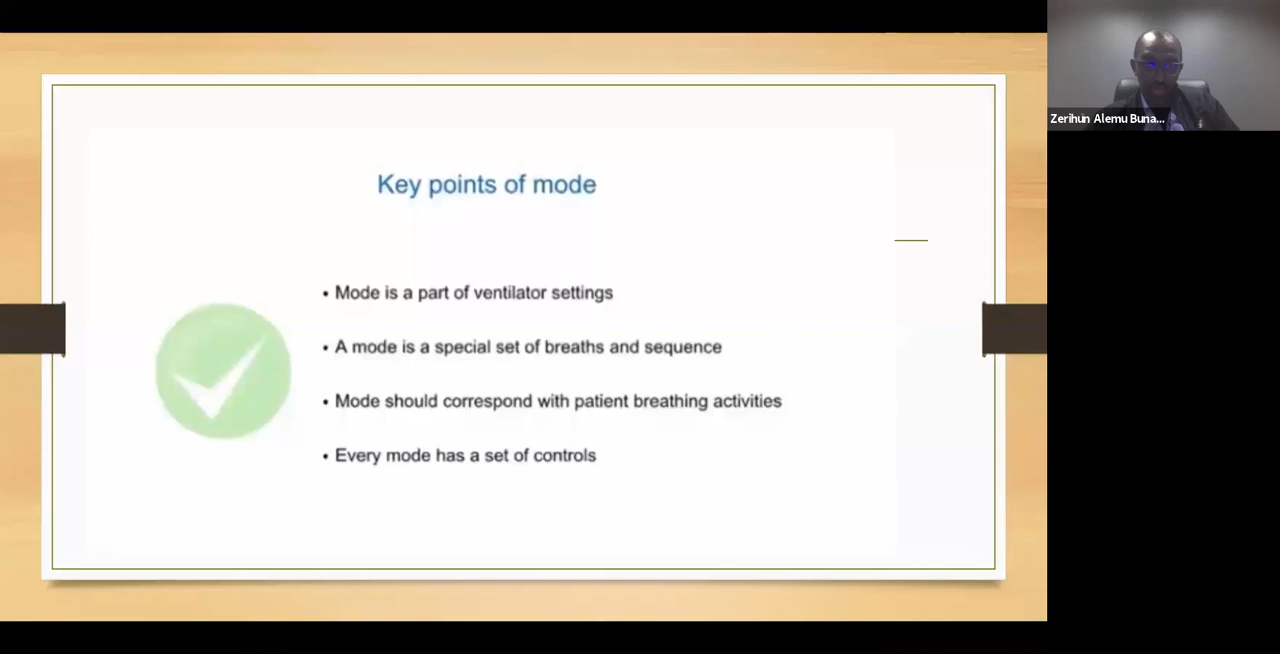 Key points of mode
• Mode is a part of ventilator settings
• A mode is a special set of breaths and sequence
• Mode should correspond with patient breathing activities
• Every mode has a set of controls
Zerihun Alemu Buna...